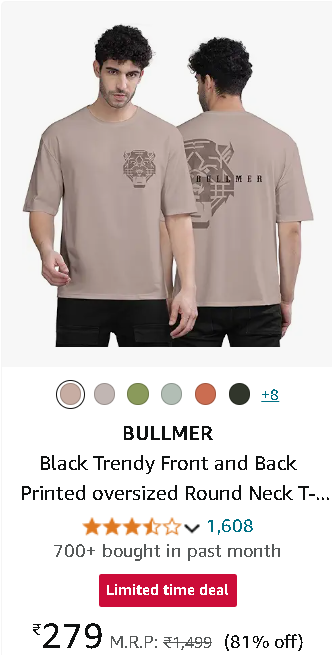 BULLMER
+8
BULLMER
Black Trendy Front and Back
Printed oversized Round Neck T-...
1,608
700+ bought in past month
Limited time deal
₹279 M.R.P: ₹1,499 (81% off)